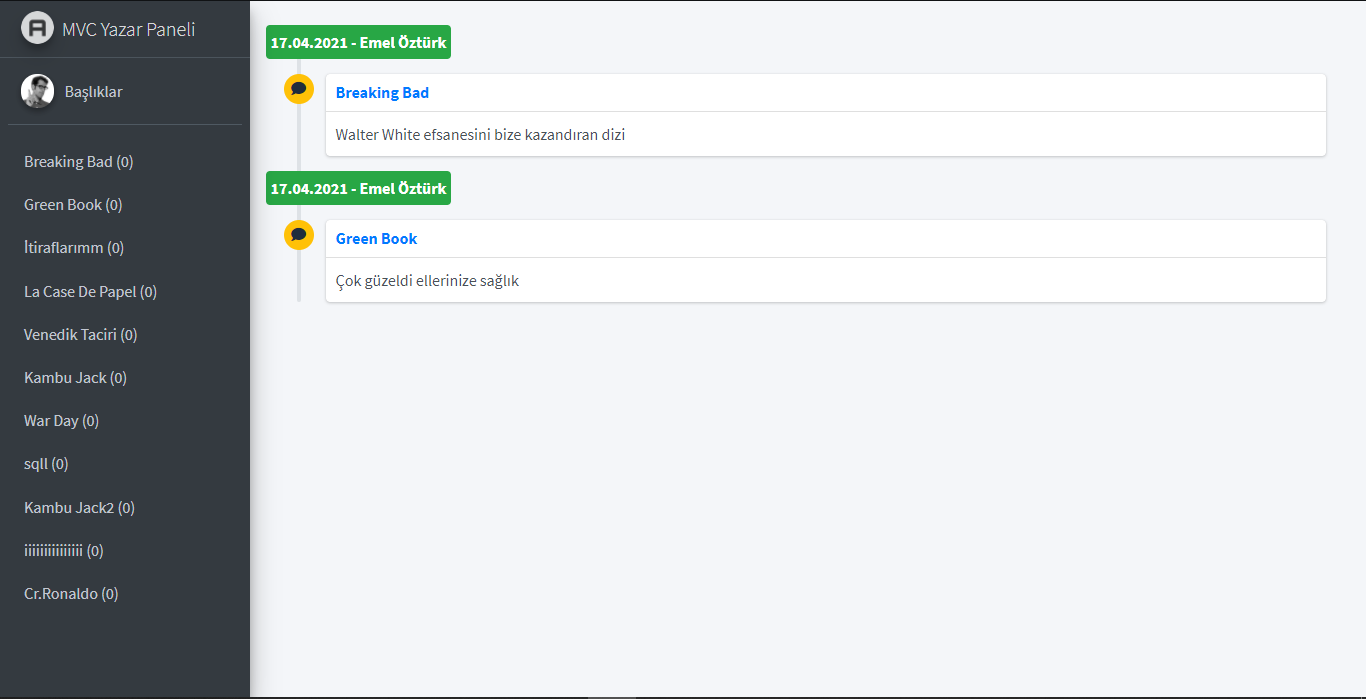 MVC Yazar Paneli
Başlıklar
Breaking Bad (0)
Green Book (0)
İtiraflarımm (0)
La Case De Papel (0)
Venedik Taciri (0)
Kambu Jack (0)
War Day (0)
sqll (0)
Kambu Jack2 (0)
iiiiiiiiiiiiiii (0)
Cr.Ronaldo (0)
17.04.2021 - Emel Öztürk
Breaking Bad
Walter White efsanesini bize kazandıran dizi
17.04.2021 - Emel Öztürk
Green Book
Çok güzeldi ellerinize sağlık